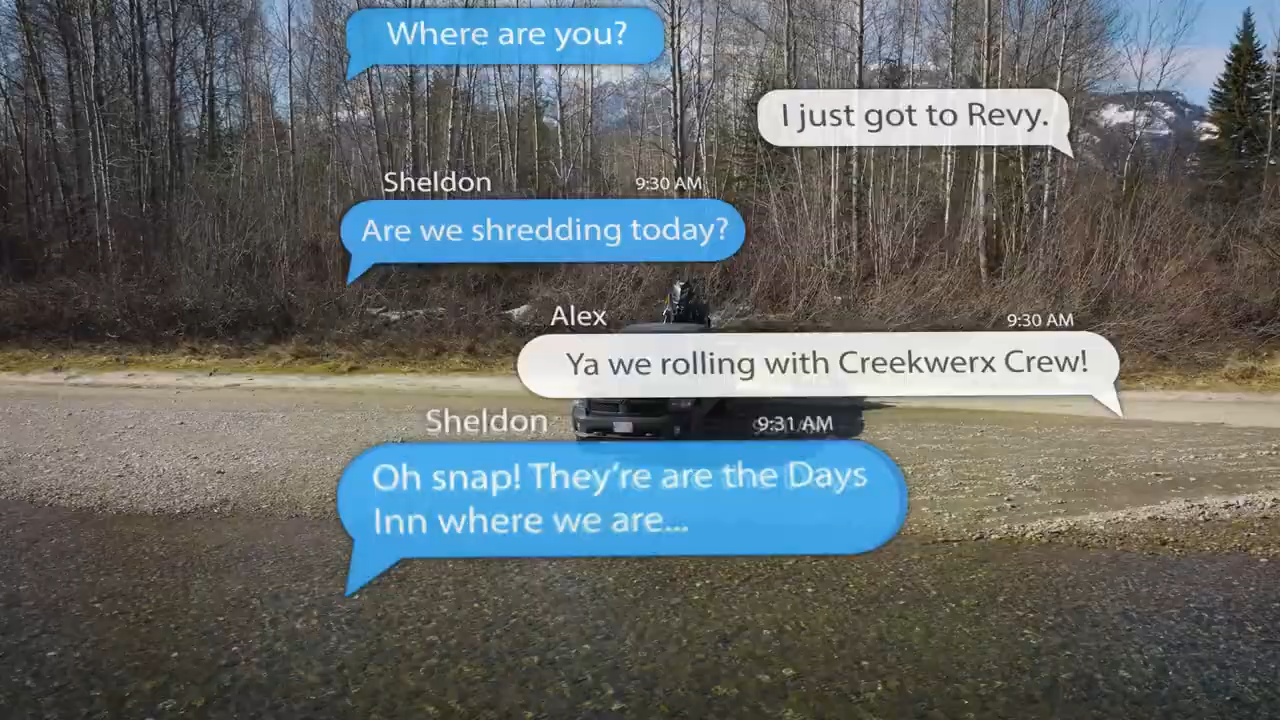 Where are you?
I just got to Revy.
Sheldon 9:30 AM
Are we shredding today?
Alex 9:30 AM
Ya we rolling with Creekwerx Crew!
Sheldon 9:31 AM
Oh snap! They're are the Days
Inn where we are...